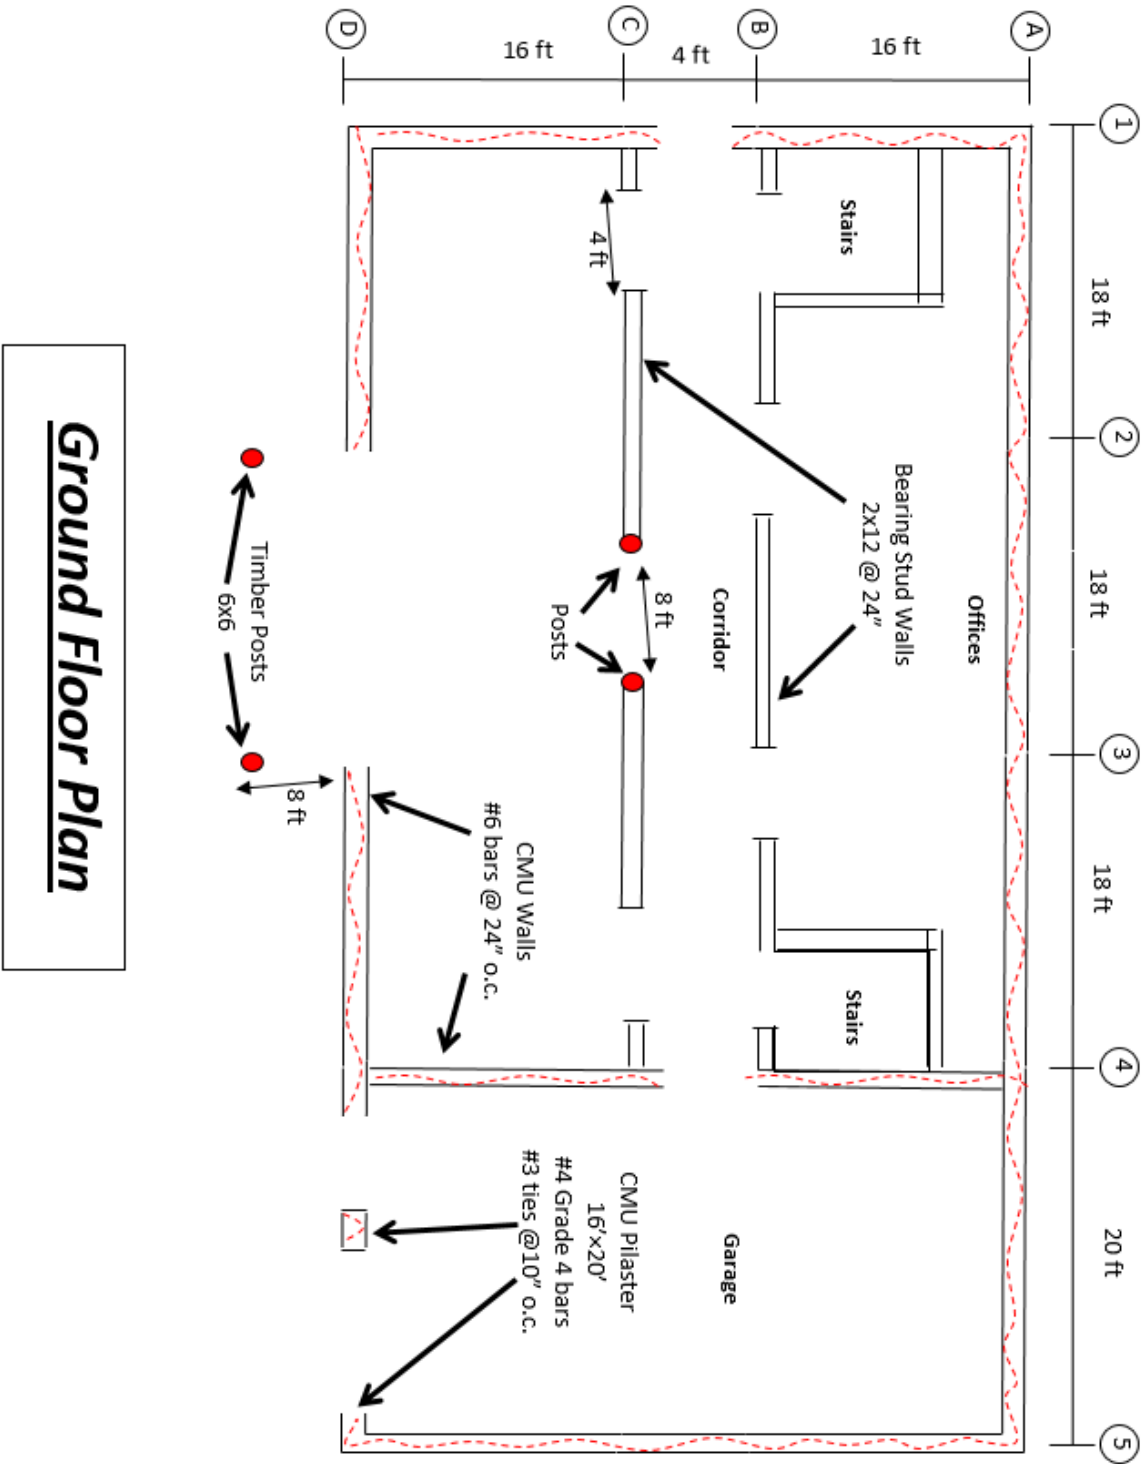 D
C
B
A
16 ft
4 ft
16 ft
1
2
3
4
5
18 ft
18 ft
18 ft
20 ft
Stairs
4 ft
Bearing Stud Walls
2x12 @ 24”
Offices
Corridor
8 ft
Posts
Timber Posts
6x6
8 ft
CMU Walls
#6 bars @ 24” o.c.
Stairs
CMU Pilaster
16’×20’
#4 Grade 4 bars
#3 ties @10” o.c.
Garage
Ground Floor Plan